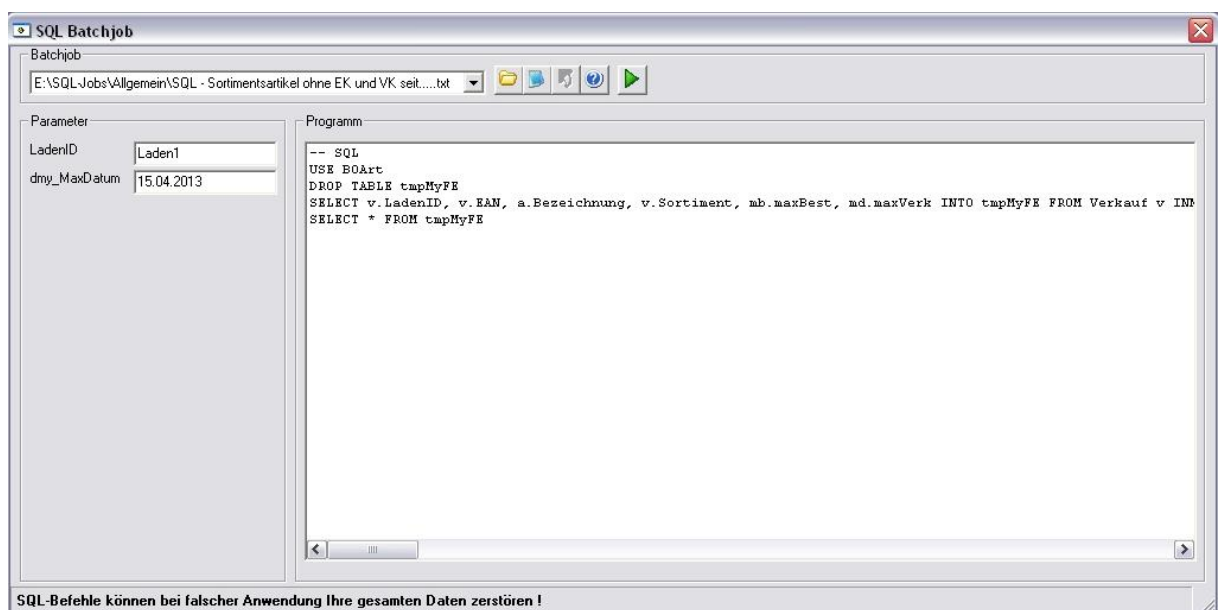 SQL Batchjob
Batchjob
E:\SQL-Jobs\Allgemein\SQL - Sortimentsartikel ohne EK und VK seit.....txt
Parameter
LadenID
Laden1
dmy_MaxDatum
15.04.2013
Programm
-- SQL
USE BOArt
DROP TABLE tmpMyFE
SELECT v.LadenID, v.EAN, a.Bezeichnung, v.Sortiment, mb.maxBest, md.maxVerk INTO tmpMyFE FROM Verkauf v INN
SELECT * FROM tmpMyFE
SQL-Befehle können bei falscher Anwendung Ihre gesamten Daten zerstören !